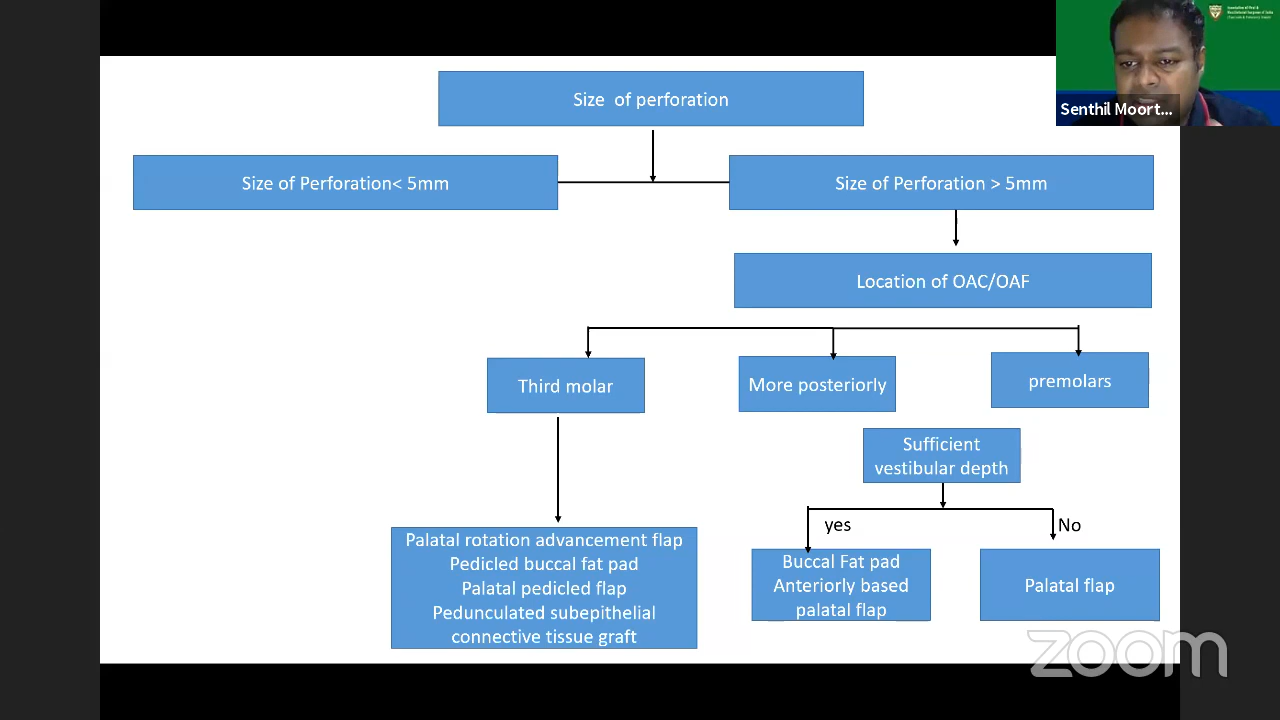 Size of perforation
Senthil Moort...
Size of Perforation< 5mm
Size of Perforation > 5mm
Location of OAC/OAF
Third molar
More posteriorly
premolars
Sufficient
vestibular depth
yes
No
Palatal rotation advancement flap
Pedicled buccal fat pad
Palatal pedicled flap
Pedunculated subepithelial
connective tissue graft
Buccal Fat pad
Anteriorly based
palatal flap
Palatal flap
zoom